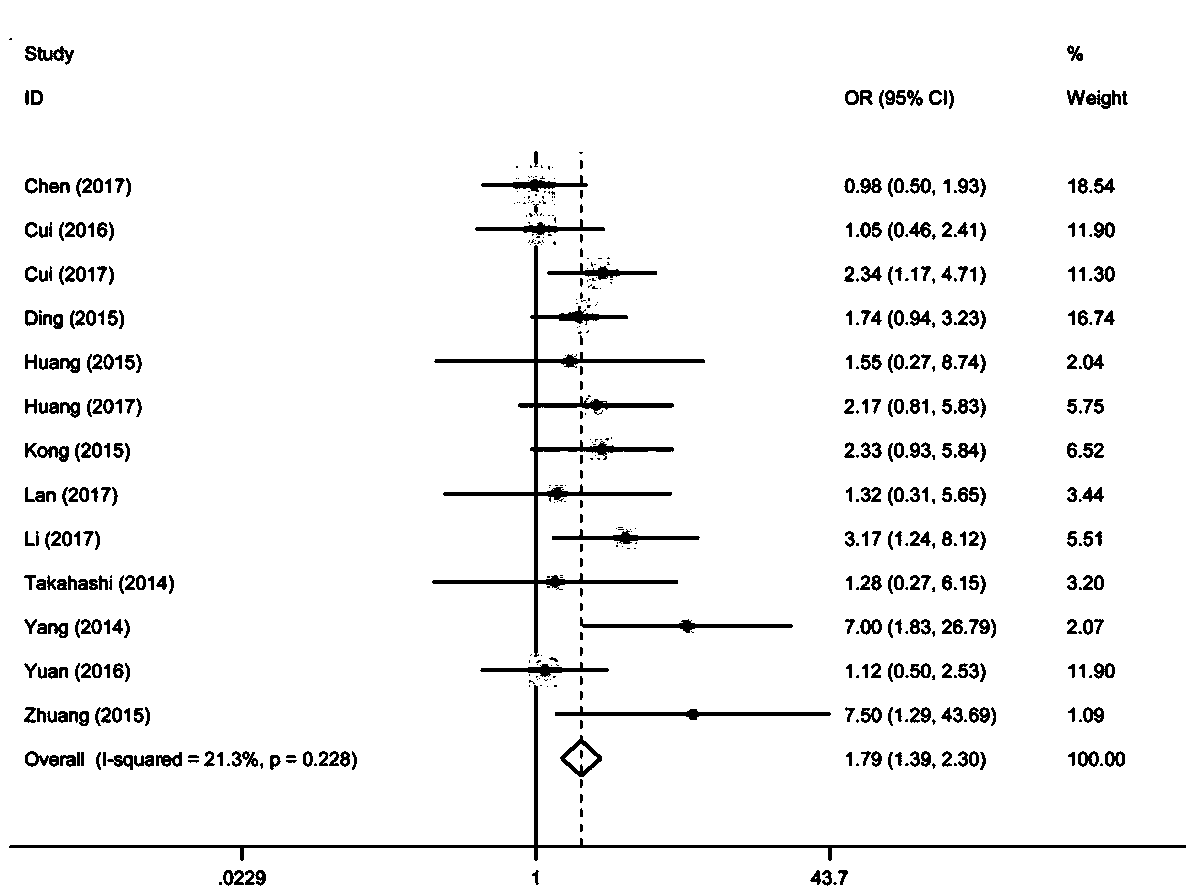 Study %
ID OR (95% CI) Weight
Chen (2017) 0.98 (0.50, 1.93) 18.54
Cui (2016) 1.05 (0.46, 2.41) 11.90
Cui (2017) 2.34 (1.17, 4.71) 11.30
Ding (2015) 1.74 (0.94, 3.23) 16.74
Huang (2015) 1.55 (0.27, 8.74) 2.04
Huang (2017) 2.17 (0.81, 5.83) 5.75
Kong (2015) 2.33 (0.93, 5.84) 6.52
Lan (2017) 1.32 (0.31, 5.65) 3.44
Li (2017) 3.17 (1.24, 8.12) 5.51
Takahashi (2014) 1.28 (0.27, 6.15) 3.20
Yang (2014) 7.00 (1.83, 26.79) 2.07
Yuan (2016) 1.12 (0.50, 2.53) 11.90
Zhuang (2015) 7.50 (1.29, 43.69) 1.09
Overall (I-squared = 21.3%, p = 0.228) 1.79 (1.39, 2.30) 100.00
.0229 1 43.7